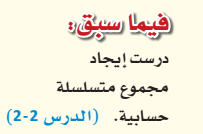 فيما سبق:
درست إيجاد
مجموع متسلسلة
حسابية. (الدرس 2-2)